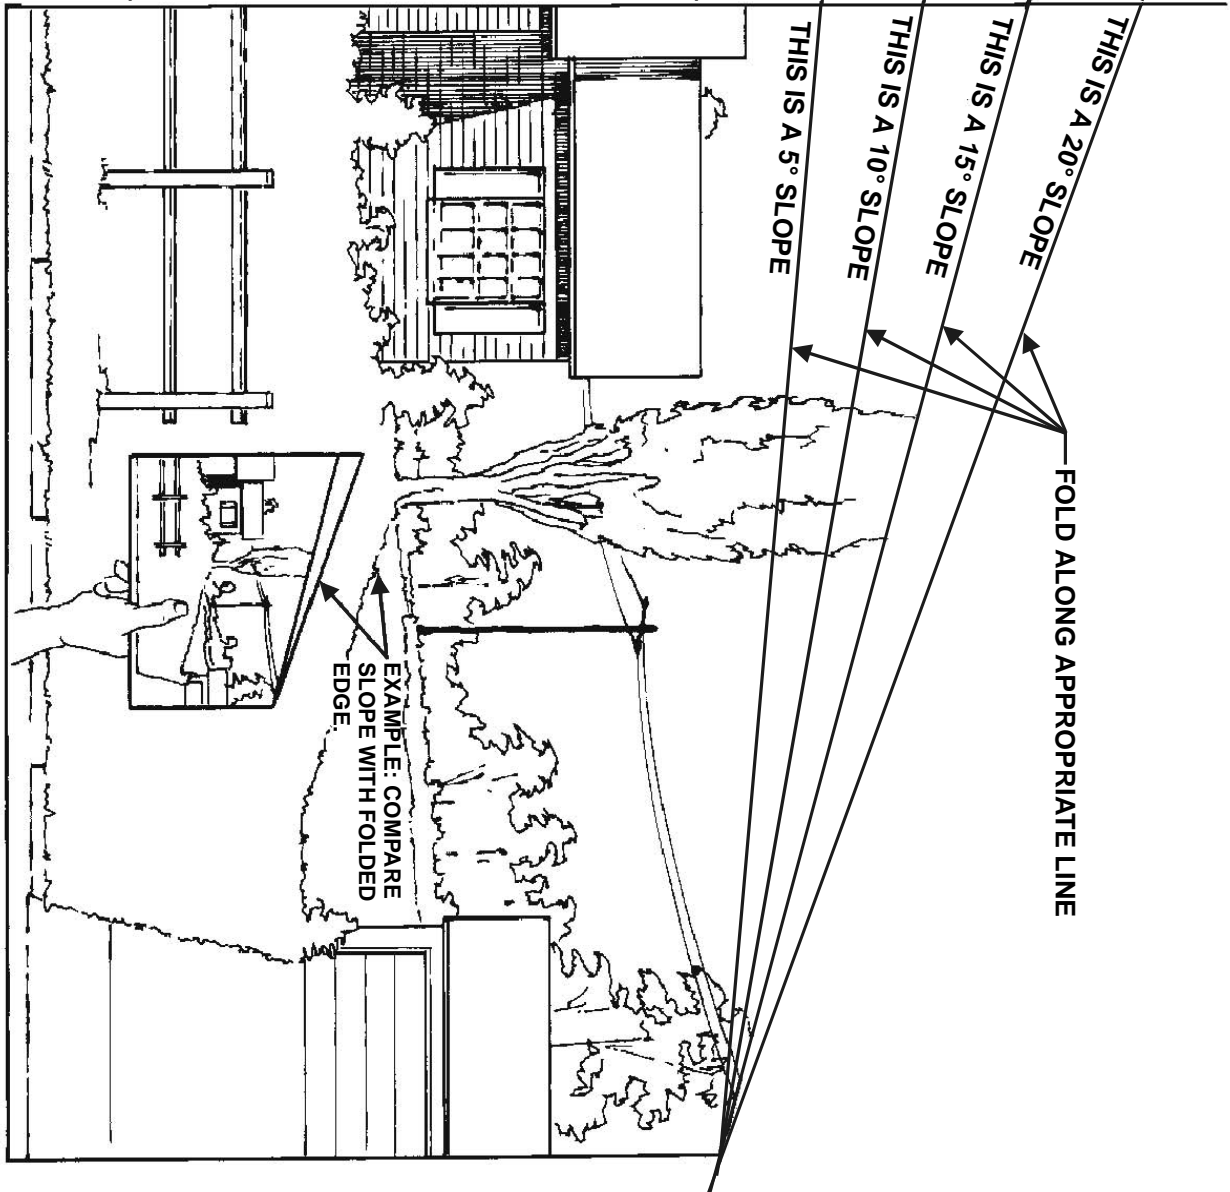 FOLD ALONG APPROPRIATE LINE
THIS IS A 20° SLOPE
THIS IS A 15° SLOPE
THIS IS A 10° SLOPE
THIS IS A 5° SLOPE
EXAMPLE: COMPARE
SLOPE WITH FOLDED
EDGE.